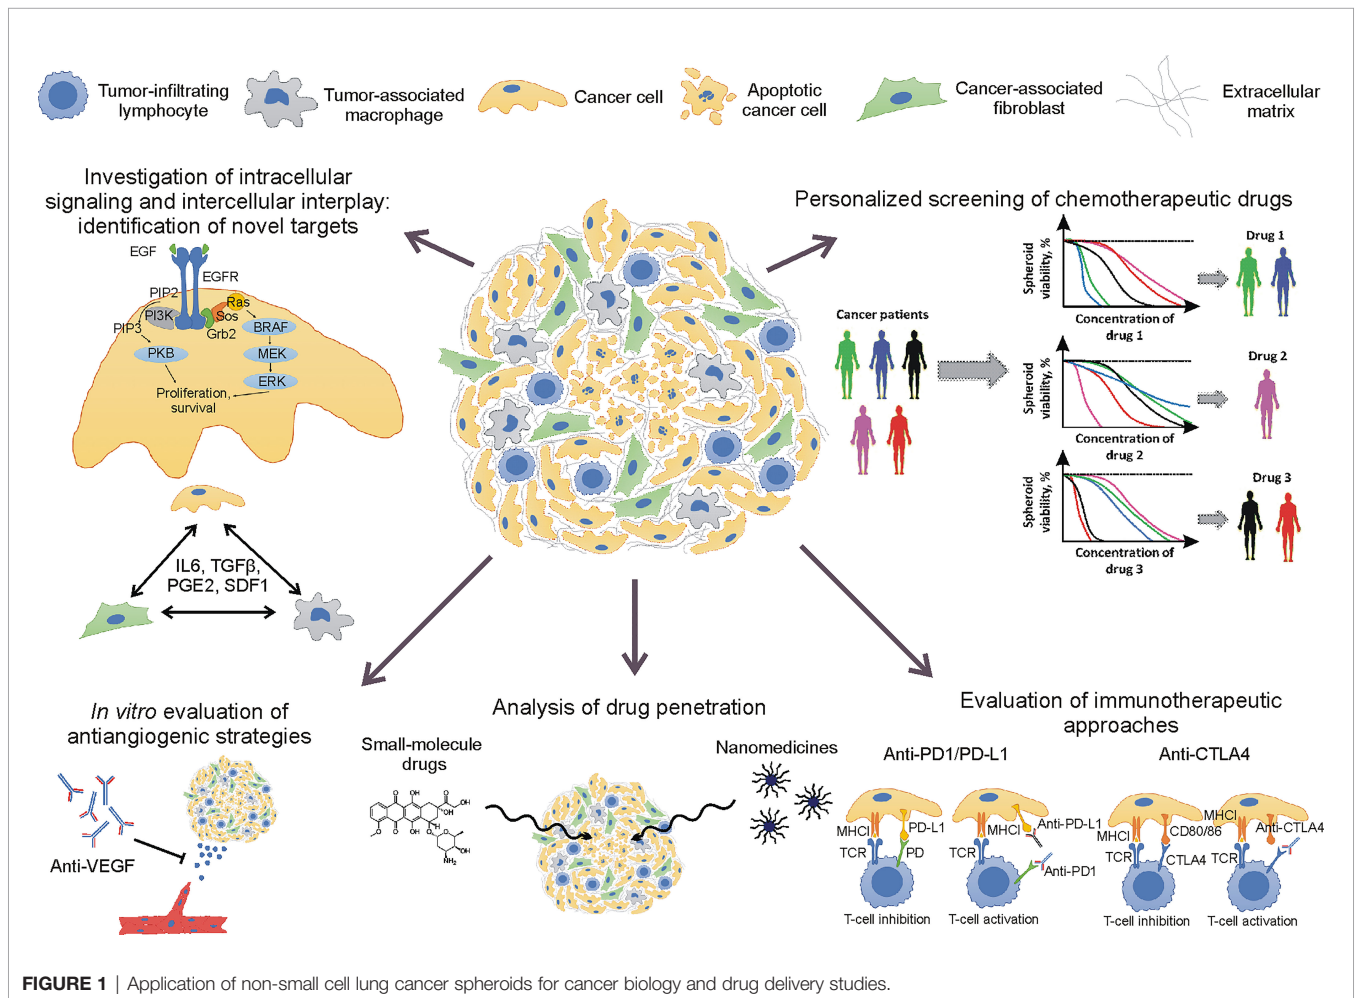 Tumor-infiltrating
lymphocyte
Tumor-associated
macrophage
Cancer cell
Apoptotic
cancer cell
Cancer-associated
fibroblast
Extracellular
matrix
Investigation of intracellular
signaling and intercellular interplay:
identification of novel targets
EGF
EGFR
PIP2
Ras
PI3K
Sos
PIP3
Grb2
BRAF
PKB
MEK
ERK
Proliferation,
survival
IL6, TGFβ,
PGE2, SDF1
Personalized screening of chemotherapeutic drugs
Cancer patients
Spheroid
viability, %
Concentration of
drug 1
Drug 1
Spheroid
viability, %
Concentration of
drug 2
Drug 2
Spheroid
viability, %
Concentration of
drug 3
Drug 3
In vitro evaluation of
antiangiogenic strategies
Anti-VEGF
Analysis of drug penetration
Small-molecule
drugs
Nanomedicines
O
OH
O
OH
OH
O
O
OH
O
O
OH
NH₂
Evaluation of immunotherapeutic
approaches
Anti-PD1/PD-L1
MHCI
PD-L1
TCR
PD
T-cell inhibition
MHCI
Anti-PD-L1
TCR
Anti-PD1
T-cell activation
Anti-CTLA4
MHCI
CD80/86
TCR
CTLA4
T-cell inhibition
MHCI
Anti-CTLA4
TCR
T-cell activation
FIGURE 1 | Application of non-small cell lung cancer spheroids for cancer biology and drug delivery studies.